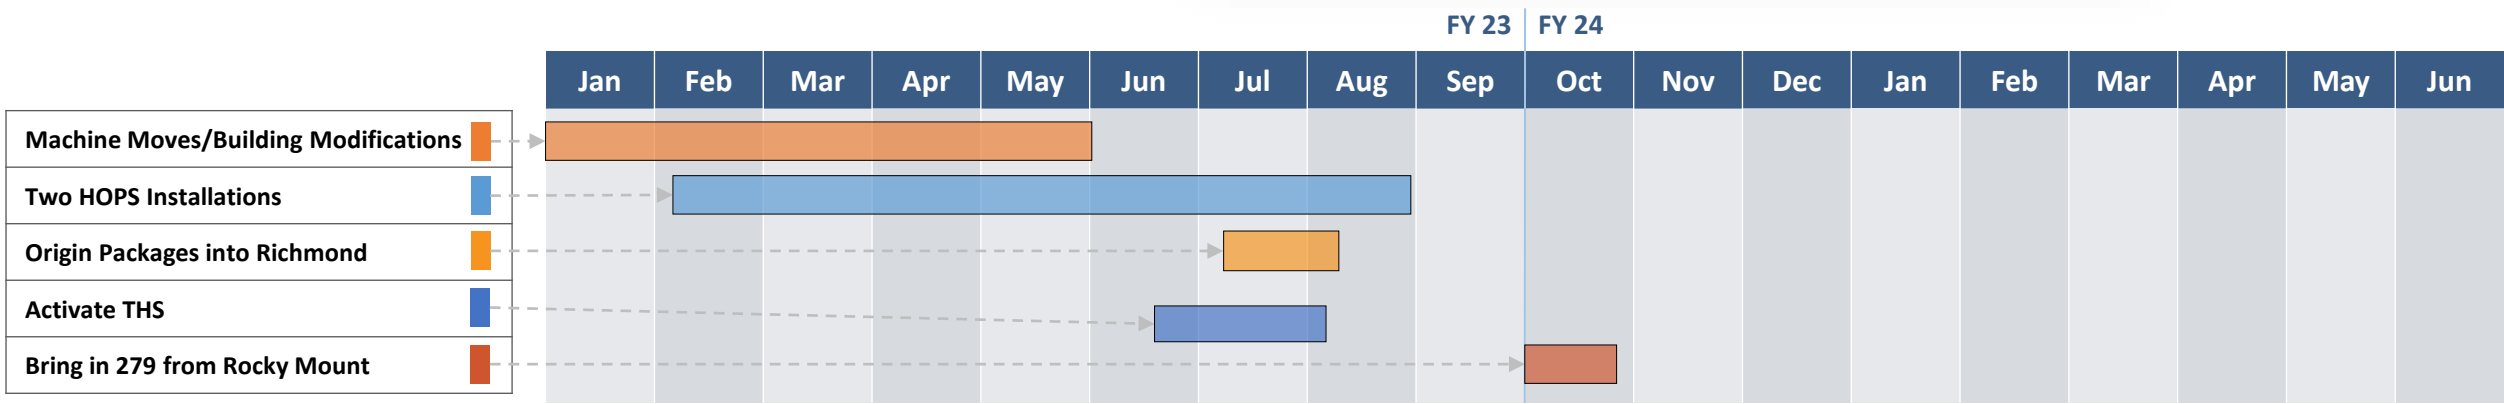 FY 23 FY 24
Jan Feb Mar Apr May Jun Jul Aug Sep Oct Nov Dec Jan Feb Mar Apr May Jun
Machine Moves/Building Modifications
Two HOPS Installations
Origin Packages into Richmond
Activate THS
Bring in 279 from Rocky Mount